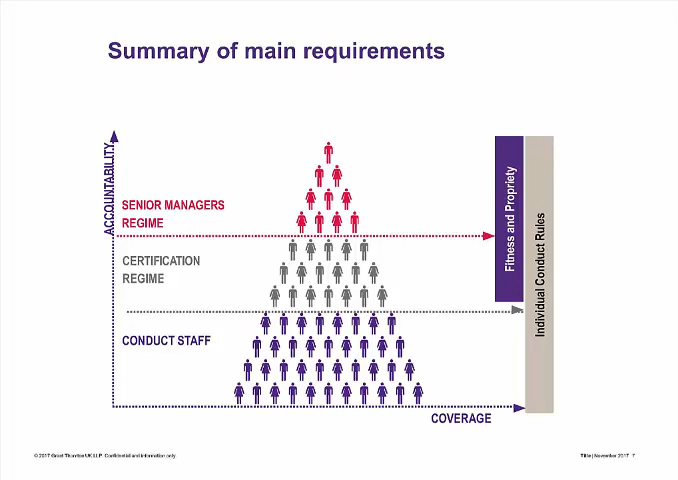 Summary of main requirements
ACCOUNTABILITY
SENIOR MANAGERS
REGIME
CERTIFICATION
REGIME
CONDUCT STAFF
Fitness and Propriety
Individual Conduct Rules
COVERAGE
© 2017 Grant Thornton UK LLP. Confidential and information only.
Title | November 2017 7